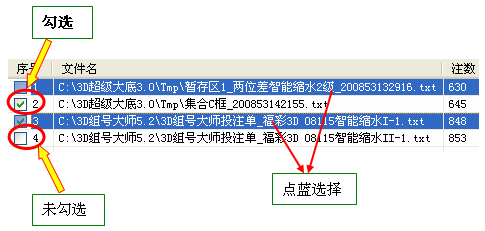 勾选
序号 文件名 注数
1 C:\3D超级大底3.0\Tmp\暂存区1_两位差智能缩水2级_200853132916.txt 630
2 C:\3D超级大底3.0\Tmp\集合C框_200853142155.txt 645
3 C:\3D组号大师5.2\3D组号大师投注单_福彩3D 08115智能缩水I-1.txt 848
4 C:\3D组号大师5.2\3D组号大师投注单_福彩3D 08115智能缩水II-1.txt 853
点蓝选择
未勾选